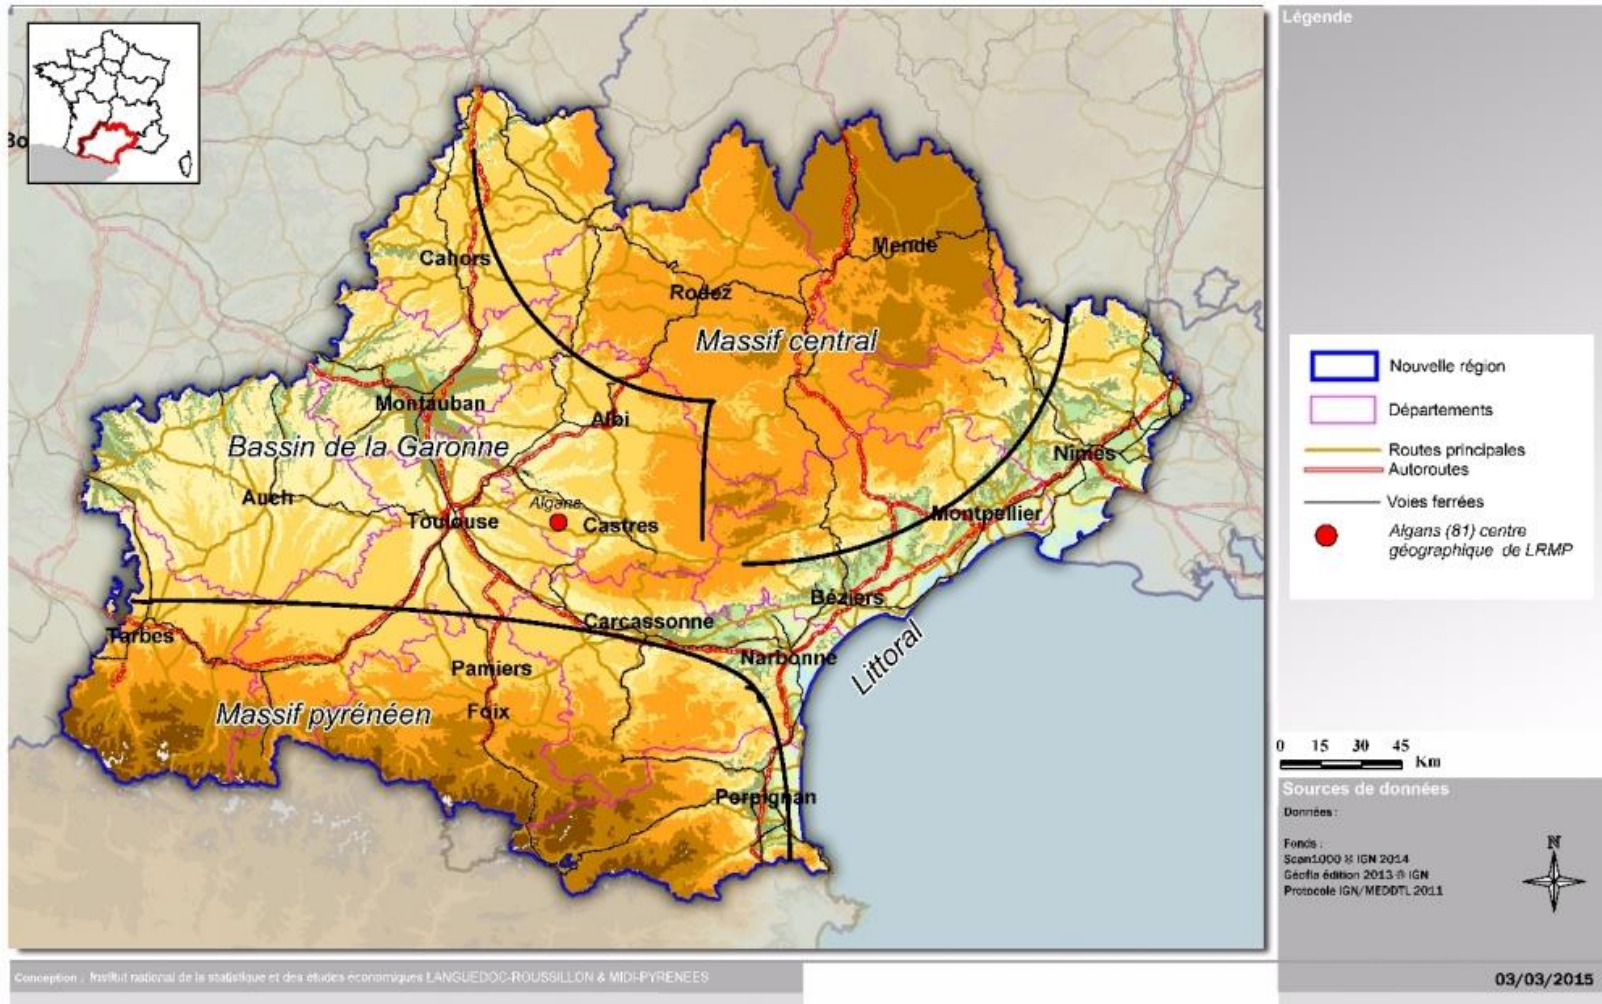 Bo
Cahors
Mende
Rodez
Massif central
Montauban
Albi
Bassin de la Garonne
Nîmes
Auch
Algans
Toulouse
Castres
Montpellier
Béziers
Carcassonne
Tarbes
Narbonne
Pamiers
Littoral
Massif pyrénéen
Foix
Perpignan
Légende
Nouvelle région
Départements
Routes principales
Autoroutes
Voies ferrées
Algans (81) centre
géographique de LRMP
0 15 30 45
Km
Sources de données
Données :
Fonds :
Scan1000 ® IGN 2014
Géofla édition 2013 ® IGN
Protocole IGN/MEDDTL 2011
N
Conception : Institut national de la statistique et des études économiques LANGUEDOC-ROUSSILLON & MIDI-PYRENEES
03/03/2015